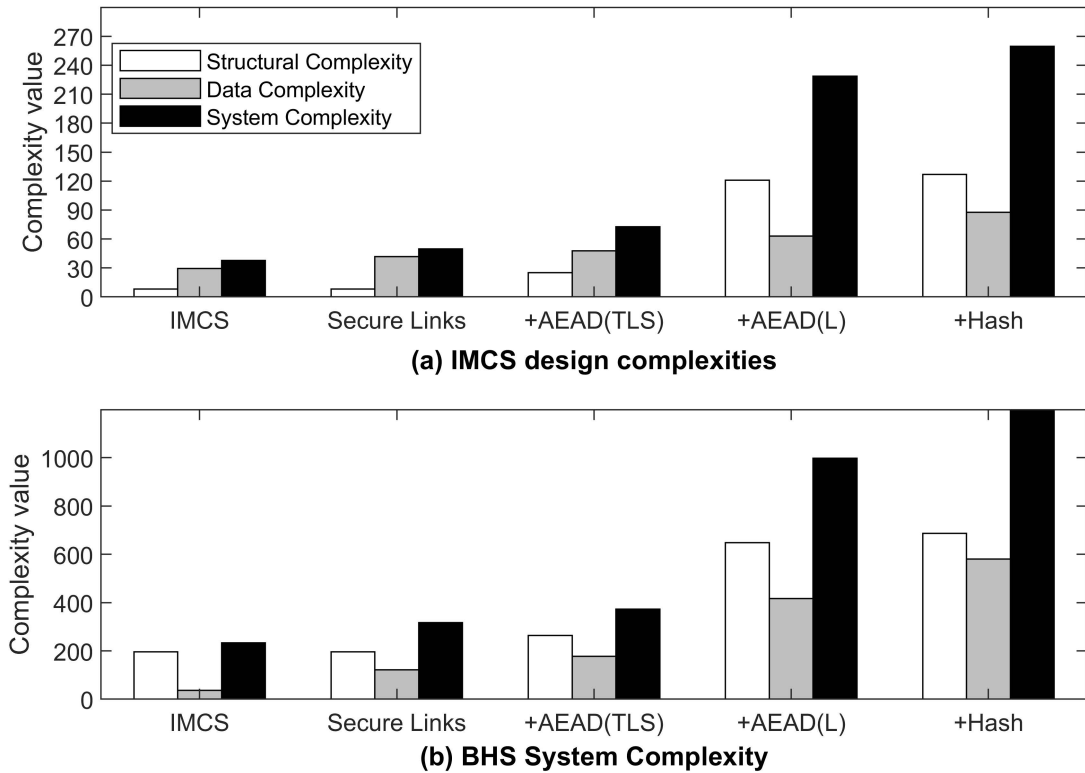 Complexity value
270
240
210
180
150
120
90
60
30
0
Structural Complexity
Data Complexity
System Complexity
IMCS Secure Links +AEAD(TLS) +AEAD(L) +Hash
(a) IMCS design complexities
Complexity value
1000
800
600
400
200
0
IMCS Secure Links +AEAD(TLS) +AEAD(L) +Hash
(b) BHS System Complexity